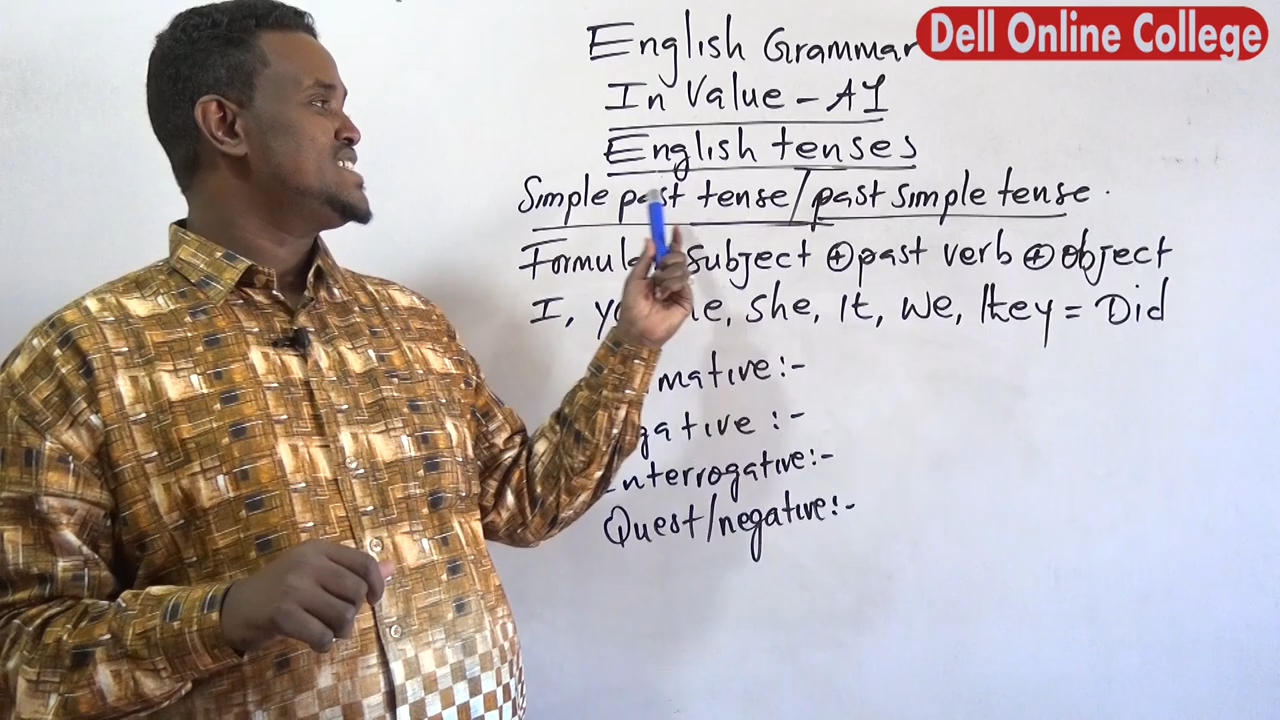 Dell Online College
English Grammar
In Value - A1
English tenses
Simple past tense/past simple tense.
Formula subject ⊕ past verb ⊕ object
I, she, It, we, they = Did
Interrogative:-
Quest/negative:-